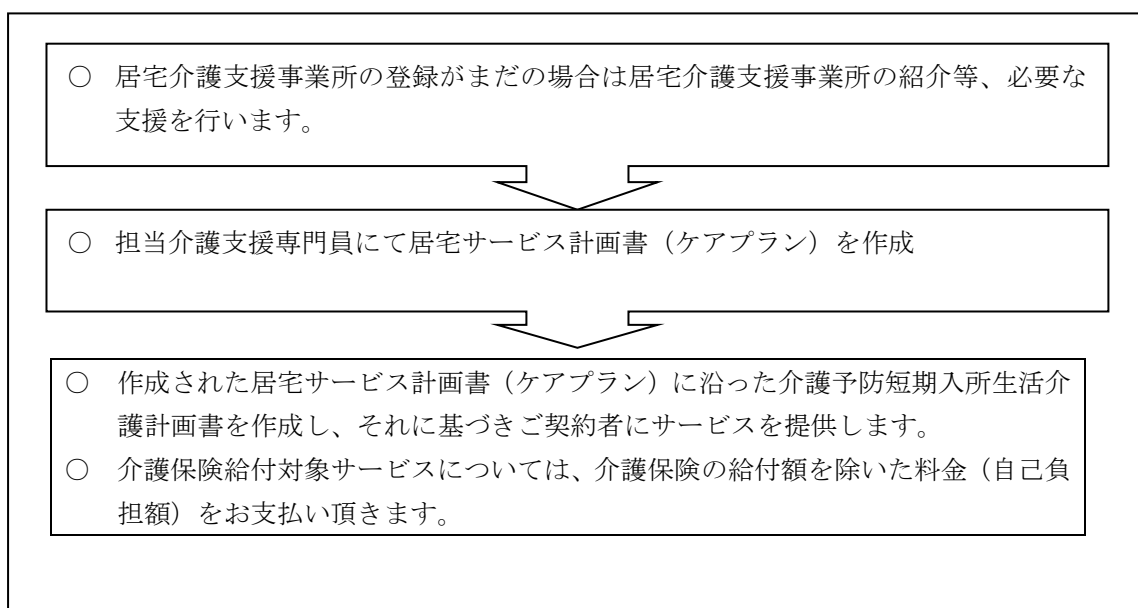 ○ 居宅介護支援事業所の登録がまだの場合は居宅介護支援事業所の紹介等、必要な
支援を行います。
○ 担当介護支援専門員にて居宅サービス計画書（ケアプラン）を作成
○ 作成された居宅サービス計画書（ケアプラン）に沿った介護予防短期入所生活介
護計画書を作成し、それに基づきご契約者にサービスを提供します。
○ 介護保険給付対象サービスについては、介護保険の給付額を除いた料金（自己負
担額）をお支払い頂きます。